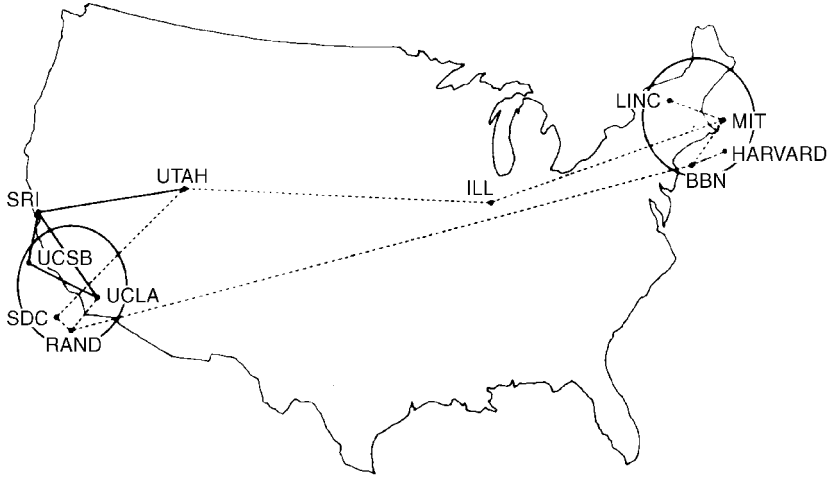 LINC
MIT
HARVARD
BBN
UTAH
ILL
SRI
UCSB
UCLA
SDC
RAND